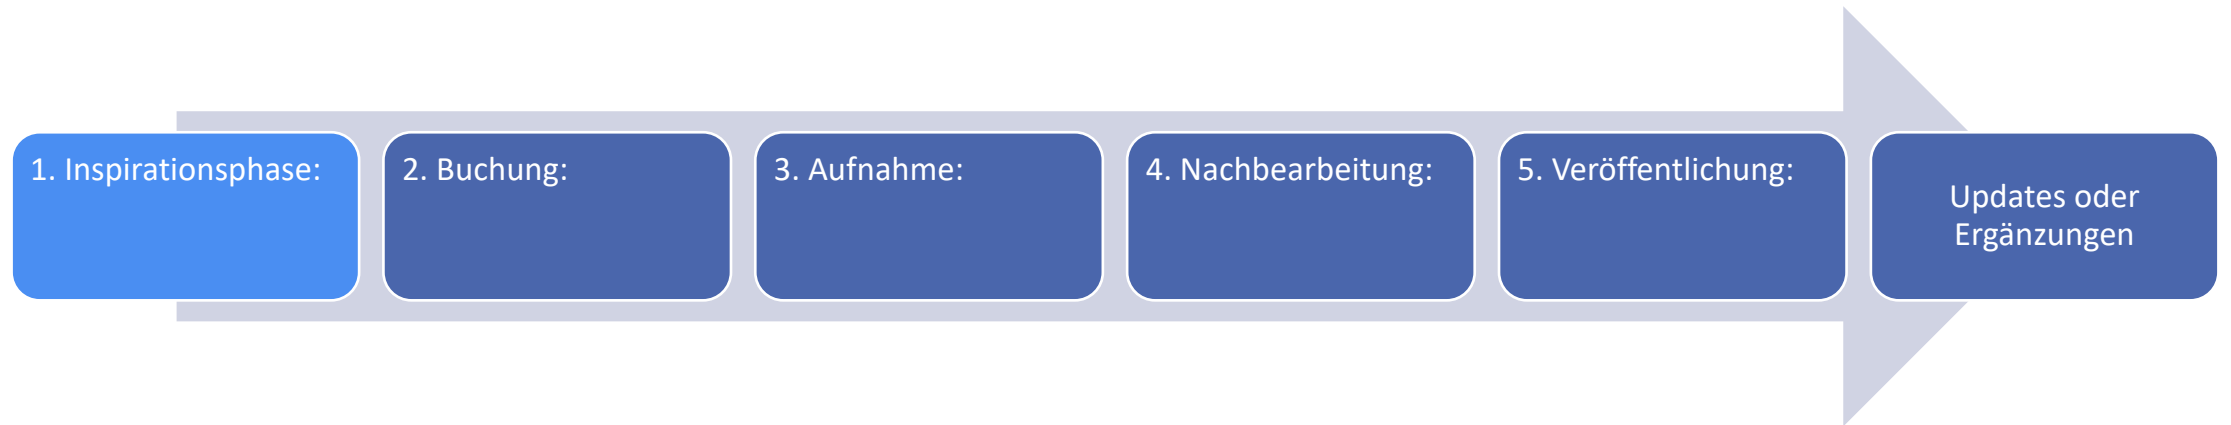 1. Inspirationsphase:
2. Buchung:
3. Aufnahme:
4. Nachbearbeitung:
5. Veröffentlichung:
Updates oder
Ergänzungen